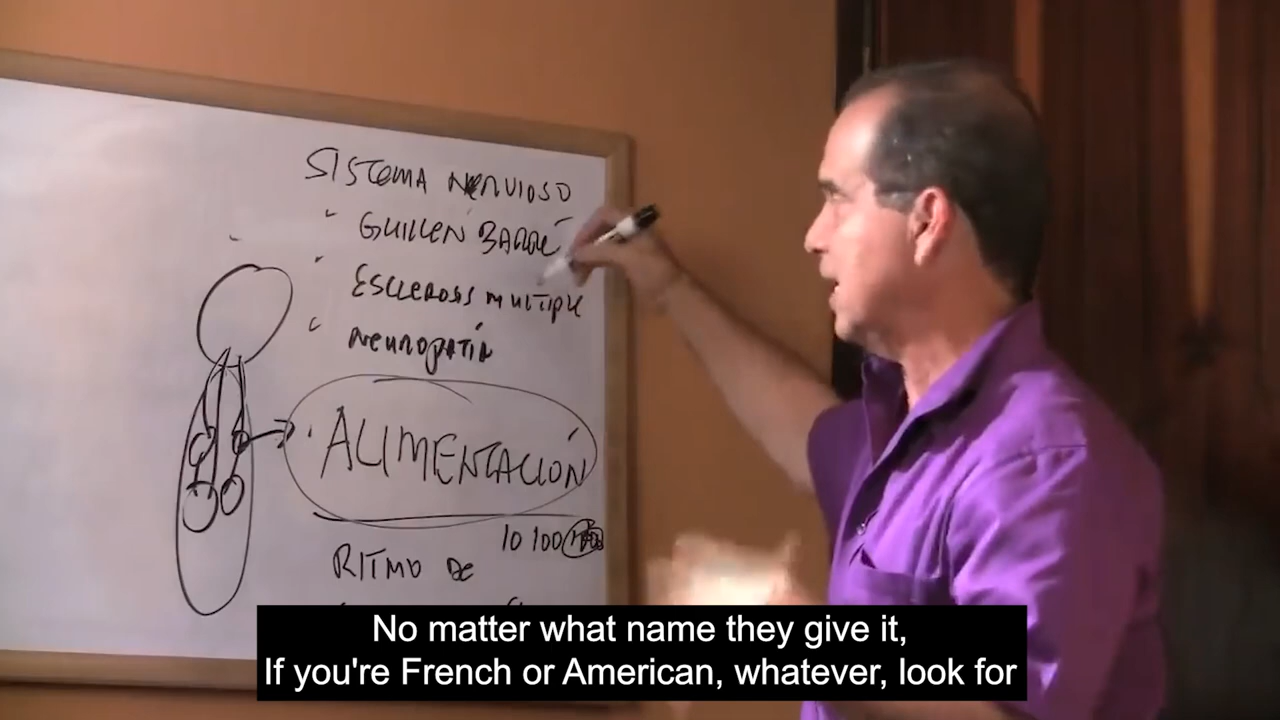 SISTEMA NERVIOSO
GUILLEN BARRÉ
ESCLEROSIS MULTIPLE
NEUROPATÍA
ALIMENTACIÓN
10 100
RITMO DE
No matter what name they give it,
If you're French or American, whatever, look for